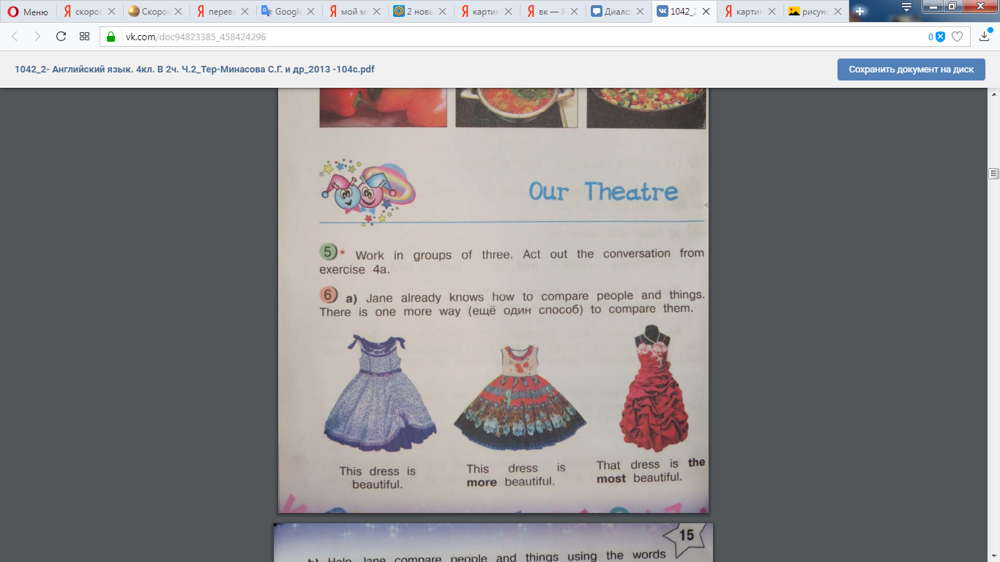 Меню
скорог
Скоро
перево
Google
мой м
2 новы
картин
вк — Я
Диало
1042_2
картин
рисун
vk.com/doc94823385_458424296
0
1042_2- Английский язык. 4кл. В 2ч. Ч.2_Тер-Минасова С.Г. и др_2013 -104с.pdf
Сохранить документ на диск
Our Theatre
5* Work in groups of three. Act out the conversation from
exercise 4a.
6 a) Jane already knows how to compare people and things.
There is one more way (ещё один способ) to compare them.
This dress is
beautiful.
This dress is
more beautiful.
That dress is the
most beautiful.
15
b) Help Jane compare people and things using the words